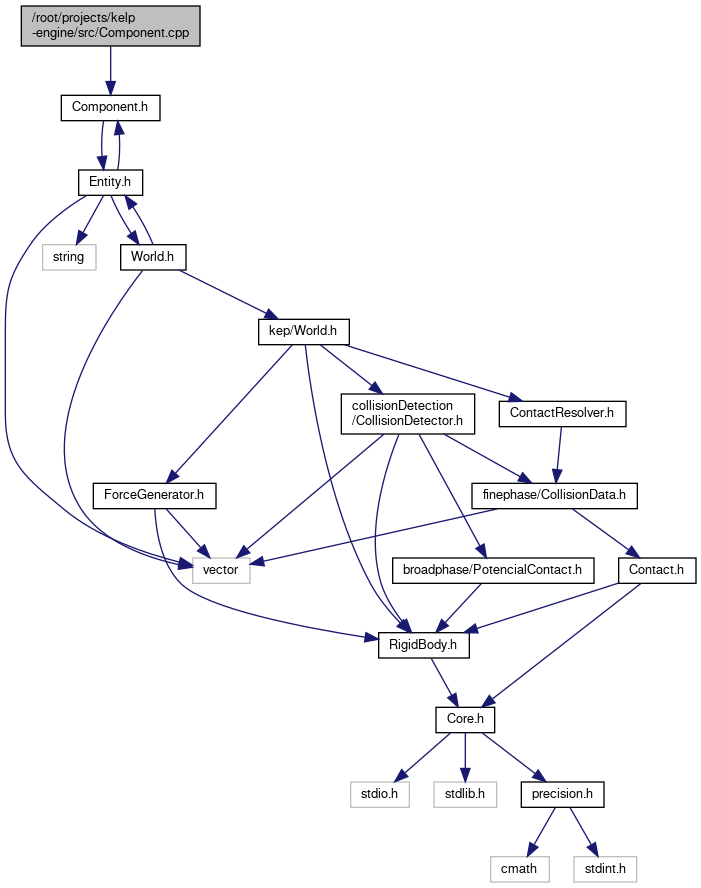 /root/projects/kelp
-engine/src/Component.cpp
Component.h
Entity.h
string
World.h
kep/World.h
collisionDetection
/CollisionDetector.h
ContactResolver.h
ForceGenerator.h
finephase/CollisionData.h
vector
broadphase/PotencialContact.h
Contact.h
RigidBody.h
Core.h
stdio.h
stdlib.h
precision.h
cmath
stdint.h